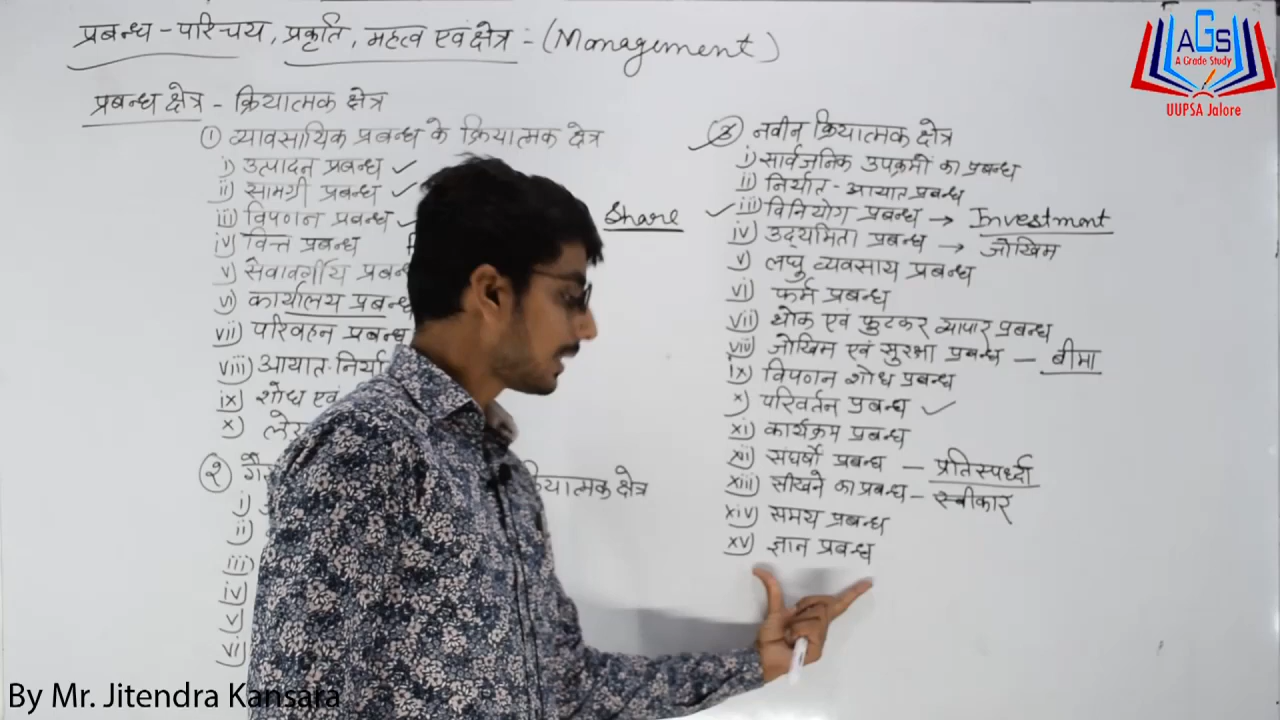 प्रबन्ध - परिचय, प्रकृति, महत्व एवं क्षेत्र :- (Management)
प्रबन्ध क्षेत्र - क्रियात्मक क्षेत्र
① व्यावसायिक प्रबन्ध के क्रियात्मक क्षेत्र
i) उत्पादन प्रबन्ध ✓
ii) सामग्री प्रबन्ध ✓
iii) विपणन प्रबन्ध ✓
Share
iv) वित्त प्रबन्ध
v) सेवावर्गीय प्रबन्ध
vi) कार्यालय प्रबन्ध
vii) परिवहन प्रबन्ध
viii) आयात-निर्या
ix) शोध एवं
x)
२
क्रियात्मक क्षेत्र
i)
ii)
iii)
iv)
v)
vi)
③ नवीन क्रियात्मक क्षेत्र
i) सार्वजनिक उपक्रमों का प्रबन्ध
ii) निर्यात - आयात प्रबन्ध
✓ iii) विनियोग प्रबन्ध → Investment
iv) उद्यमिता प्रबन्ध → जोखिम
v) लघु व्यवसाय प्रबन्ध
vi) फर्म प्रबन्ध
vii) थोक एवं फुटकर व्यापार प्रबन्ध
viii) जोखिम एवं सुरक्षा प्रबन्ध - बीमा
ix) विपणन शोध प्रबन्ध
x) परिवर्तन प्रबन्ध ✓
xi) कार्यक्रम प्रबन्ध
xii) संघर्षो प्रबन्ध - प्रतिस्पर्ध्दा
xiii) सीखने का प्रबन्ध - स्वीकार
xiv) समय प्रबन्ध
xv) ज्ञान प्रबन्ध
AGS
A Grade Study
UUPSA Jalore
By Mr. Jitendra Kansara